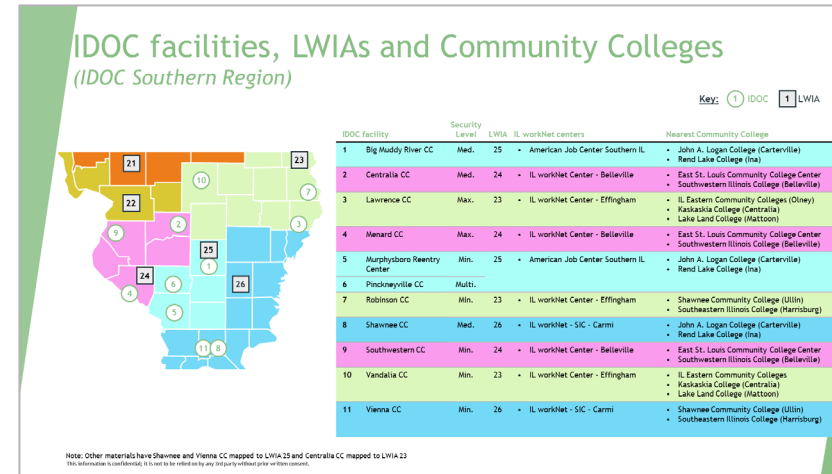 IDOC facilities, LWIAs and Community Colleges
(IDOC Southern Region)
Key: 1 IDOC 1 LWIA
IDOC facility Security Level LWIA IL workNet centers Nearest Community College
1 Big Muddy River CC Med. 25 • American Job Center Southern IL • John A. Logan College (Carterville)
• Rend Lake College (Ina)
2 Centralia CC Med. 24 • IL workNet Center - Belleville • East St. Louis Community College Center
• Southwestern Illinois College (Belleville)
3 Lawrence CC Max. 23 • IL workNet Center - Effingham • IL Eastern Community Colleges (Olney)
• Kaskaskia College (Centralia)
• Lake Land College (Mattoon)
4 Menard CC Max. 24 • IL workNet Center - Belleville • East St. Louis Community College Center
• Southwestern Illinois College (Belleville)
5 Murphysboro Reentry Center Min. 25 • American Job Center Southern IL • John A. Logan College (Carterville)
• Rend Lake College (Ina)
6 Pinckneyville CC Multi.
7 Robinson CC Min. 23 • IL workNet Center - Effingham • Shawnee Community College (Ullin)
• Southeastern Illinois College (Harrisburg)
8 Shawnee CC Med. 26 • IL workNet - SIC - Carmi • John A. Logan College (Carterville)
• Rend Lake College (Ina)
9 Southwestern CC Min. 24 • IL workNet Center - Belleville • East St. Louis Community College Center
• Southwestern Illinois College (Belleville)
10 Vandalia CC Min. 23 • IL workNet Center - Effingham • IL Eastern Community Colleges
• Kaskaskia College (Centralia)
• Lake Land College (Mattoon)
11 Vienna CC Min. 26 • IL workNet - SIC - Carmi • Shawnee Community College (Ullin)
• Southeastern Illinois College (Harrisburg)
21
23
10
7
22
2
3
9
25
1
24
6
26
4
5
11 8
Note: Other materials have Shawnee and Vienna CC mapped to LWIA 25 and Centralia CC mapped to LWIA 23
This information is confidential; it is not to be relied on by any 3rd party without prior written consent.